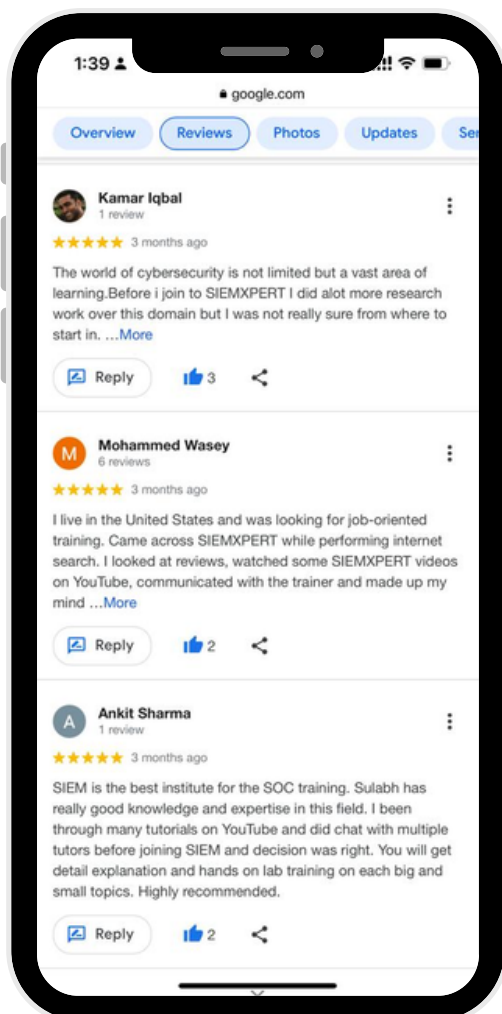 1:39
google.com
Overview
Reviews
Photos
Updates
Ser
Kamar Iqbal
1 review
3 months ago
The world of cybersecurity is not limited but a vast area of
learning.Before i join to SIEMXPERT I did alot more research
work over this domain but I was not really sure from where to
start in. ...More
Reply
3
M
Mohammed Wasey
6 reviews
3 months ago
I live in the United States and was looking for job-oriented
training. Came across SIEMXPERT while performing internet
search. I looked at reviews, watched some SIEMXPERT videos
on YouTube, communicated with the trainer and made up my
mind ...More
Reply
2
A
Ankit Sharma
1 review
3 months ago
SIEM is the best institute for the SOC training. Sulabh has
really good knowledge and expertise in this field. I been
through many tutorials on YouTube and did chat with multiple
tutors before joining SIEM and decision was right. You will get
detail explanation and hands on lab training on each big and
small topics. Highly recommended.
Reply
2